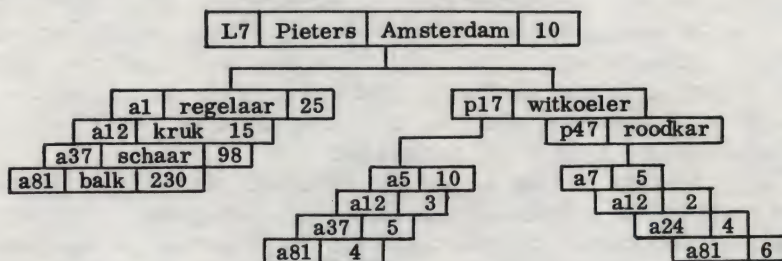 L7 Pieters Amsterdam 10
a1 regelaar 25
a12 kruk 15
a37 schaar 98
a81 balk 230
p17 witkoeler
p47 roodkar
a5 10
a12 3
a37 5
a81 4
a7 5
a12 2
a24 4
a81 6